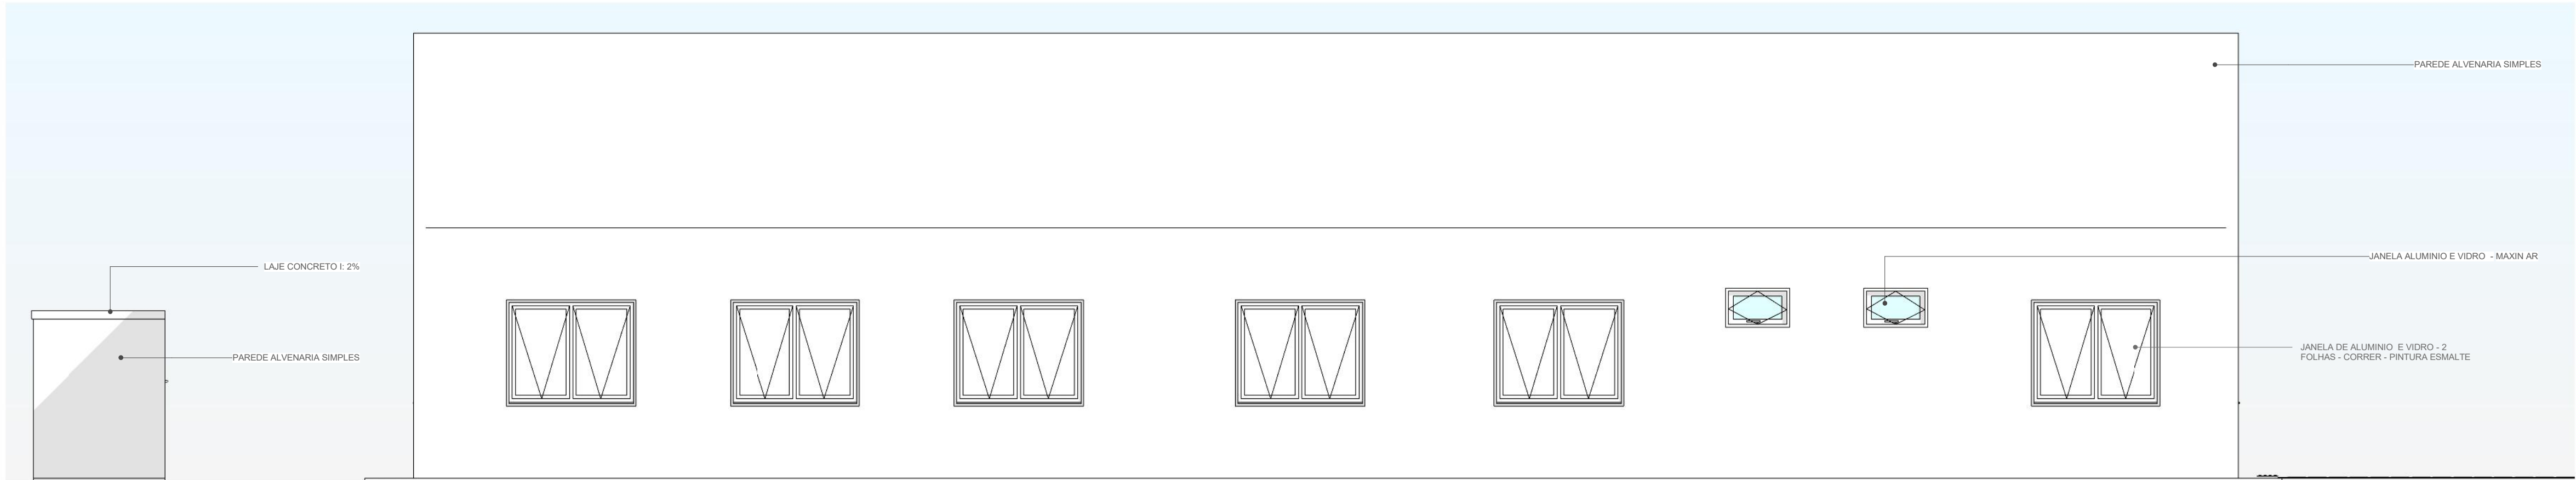 PAREDE ALVENARIA SIMPLES
JANELA ALUMINIO E VIDRO - MAXIN AR
LAJE CONCRETO I: 2%
JANELA DE ALUMINIO E VIDRO - 2
FOLHAS - CORRER - PINTURA ESMALTE
PAREDE ALVENARIA SIMPLES